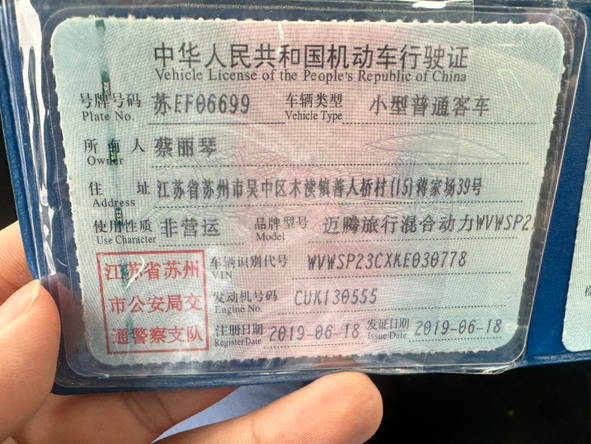 中华人民共和国机动车行驶证
Vehicle License of the People's Republic of China
号牌号码 苏EF06699 车辆类型 小型普通客车
Plate No. Vehicle Type
所有人 蔡丽琴
Owner
住址 江苏省苏州市吴中区木渎镇善人桥村(15)蒋家场39号
Address
使用性质 非营运 品牌型号 迈腾旅行混合动力WVWSP2
Use Character Model
江苏省苏州
市公安局交
通警察支队
车辆识别代号 WVWSP23CXKE030778
VIN
发动机号码 CUK130555
Engine No.
注册日期 2019-06-18 发证日期 2019-06-18
Register Date Issue Date